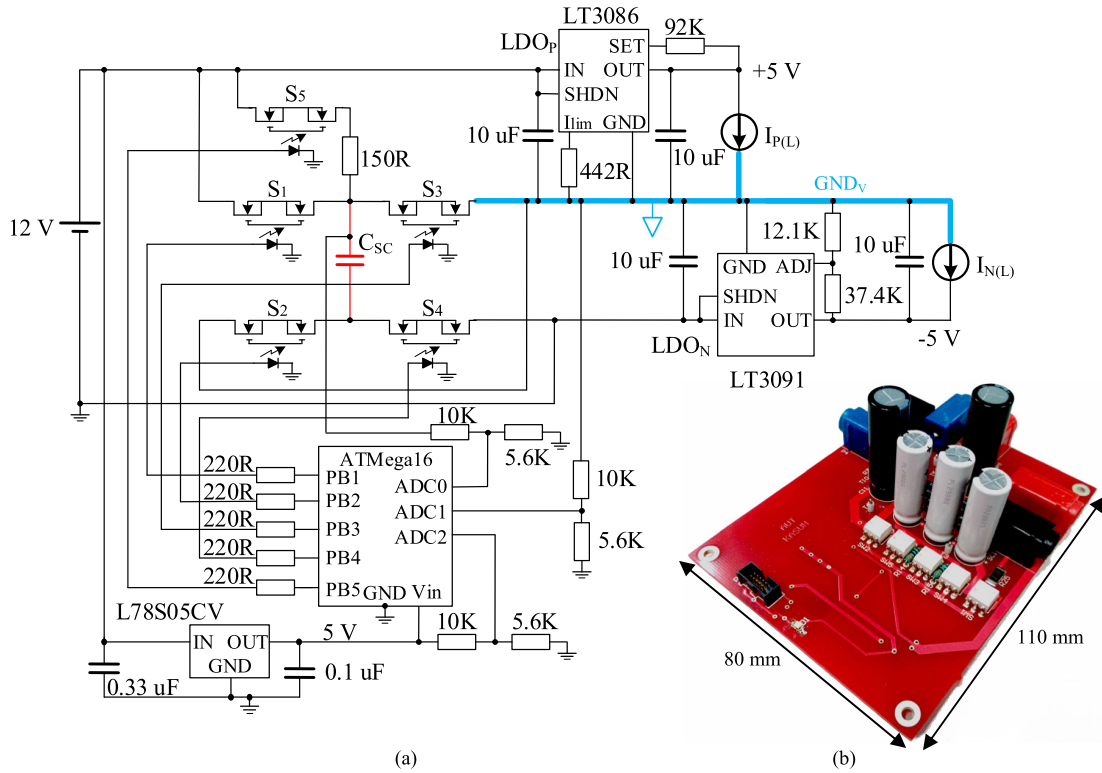 LT3086
92K
LDOP
SET
IN
OUT
+5 V
SHDN
Ilim
GND
S5
10 uF
10 uF
IP(L)
150R
442R
S1
S3
GNDV
12 V
CSC
12.1K
10 uF
10 uF
GND
ADJ
IN(L)
SHDN
37.4K
S2
S4
IN
OUT
-5 V
LDON
LT3091
10K
5.6K
ATMega16
220R
PB1
ADC0
10K
220R
PB2
ADC1
220R
PB3
ADC2
5.6K
220R
PB4
220R
PB5
GND
Vin
L78S05CV
10K
5.6K
IN
OUT
5 V
GND
0.33 uF
0.1 uF
AUT
80 mm
110 mm
(a)
(b)